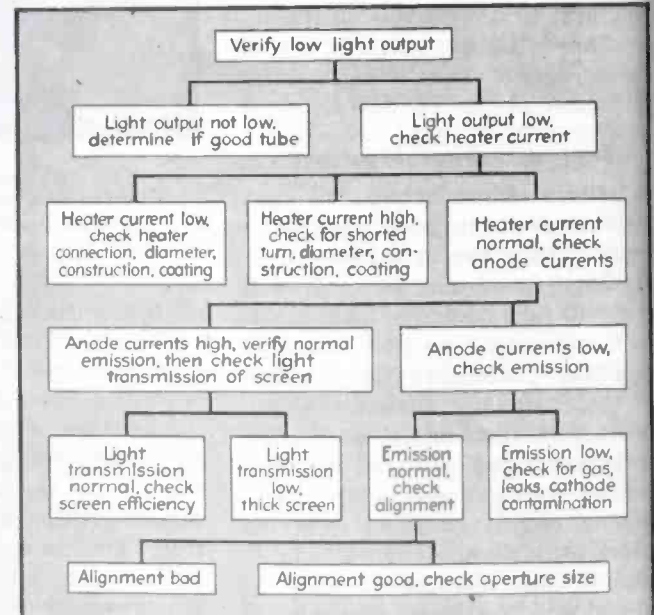 Verify low light output
Light output not low,
determine if good tube
Light output low,
check heater current
Heater current low,
check heater
connection, diameter,
construction, coating
Heater current high,
check for shorted
turn, diameter, con-
struction, coating
Heater current
normal, check
anode currents
Anode currents high, verify normal
emission, then check light
transmission of screen
Anode currents low,
check emission
Light
transmission
normal, check
screen efficiency
Light
transmission
low,
thick screen
Emission
normal,
check
alignment
Emission low,
check for gas,
leaks, cathode
contamination
Alignment bad
Alignment good, check aperture size